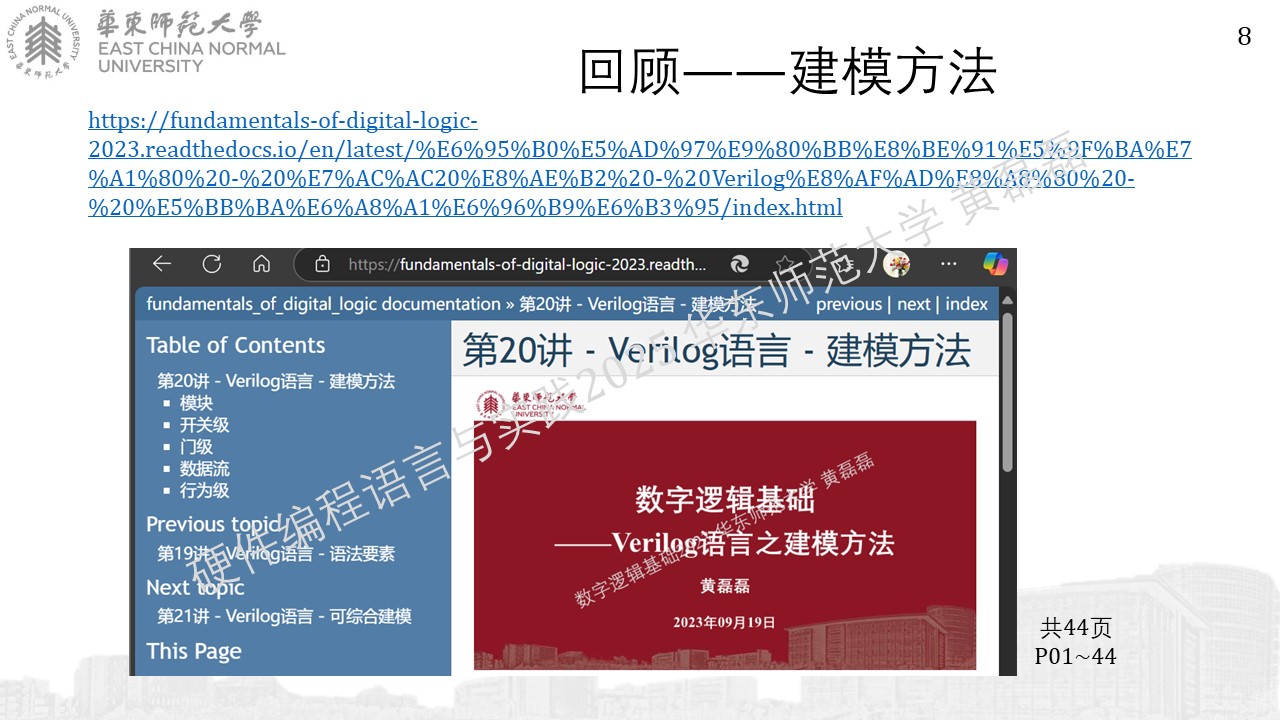 華東師範大學
EAST CHINA NORMAL
UNIVERSITY
8
回顾——建模方法
https://fundamentals-of-digital-logic-
2023.readthedocs.io/en/latest/%E6%95%B0%E5%AD%97%E9%80%BB%E8%BE%91%E5%9F%BA%E7
%A1%80%20-%20%E7%AC%AC20%E8%AE%B2%20-%20Verilog%E8%AF%AD%E8%A8%80%20-
%20%E5%BB%BA%E6%A8%A1%E6%96%B9%E6%B3%95/index.html
https://fundamentals-of-digital-logic-2023.readth...
fundamentals_of_digital_logic documentation » 第20讲 - Verilog语言 - 建模方法
previous | next | index
Table of Contents
第20讲 - Verilog语言 - 建模方法
模块
开关级
门级
数据流
行为级
Previous topic
第19讲 - Verilog语言 - 语法要素
Next topic
第21讲 - Verilog语言 - 可综合建模
This Page
第20讲 - Verilog语言 - 建模方法
華東師範大學
EAST CHINA NORMAL
UNIVERSITY
数字逻辑基础
——Verilog语言之建模方法
黄磊磊
2023年09月19日
数字逻辑基础2023 华东师范大学 黄磊磊
共44页
P01~44
硬件编程语言与实践2025 华东师范大学 黄磊磊